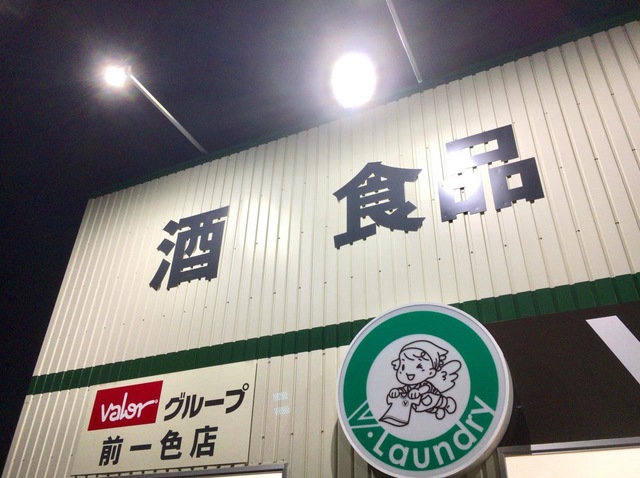 酒 食品
valor グループ
前一色店
V・Laundry
V